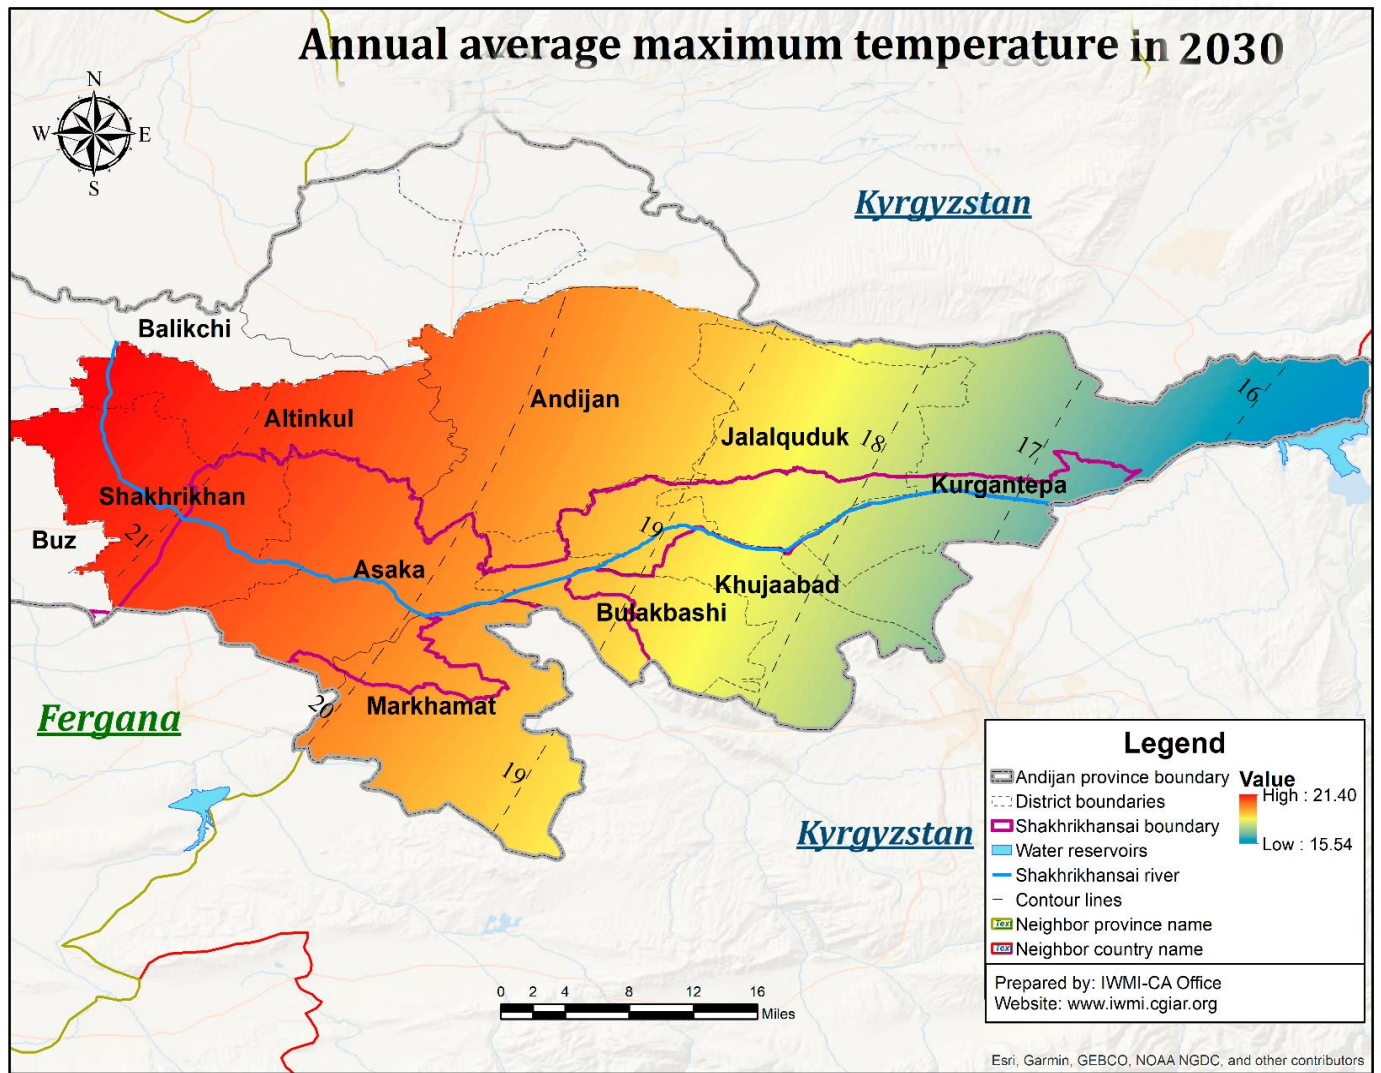 Annual average maximum temperature in 2030
N
W E
S
Kyrgyzstan
Balikchi
Andijan
Altinkul
16
Jalalquduk
18
17
Shakhrikhan
Kurgantepa
21
19
Buz
Asaka
Khujaabad
Bulakbashi
20
Markhamat
Fergana
19
Kyrgyzstan
Legend
Andijan province boundary
District boundaries
Shakhrikhansai boundary
Water reservoirs
Shakhrikhansai river
Contour lines
Text Neighbor province name
Text Neighbor country name
Value
High : 21.40
Low : 15.54
Prepared by: IWMI-CA Office
Website: www.iwmi.cgiar.org
0 2 4 8 12 16
Miles
Esri, Garmin, GEBCO, NOAA NGDC, and other contributors